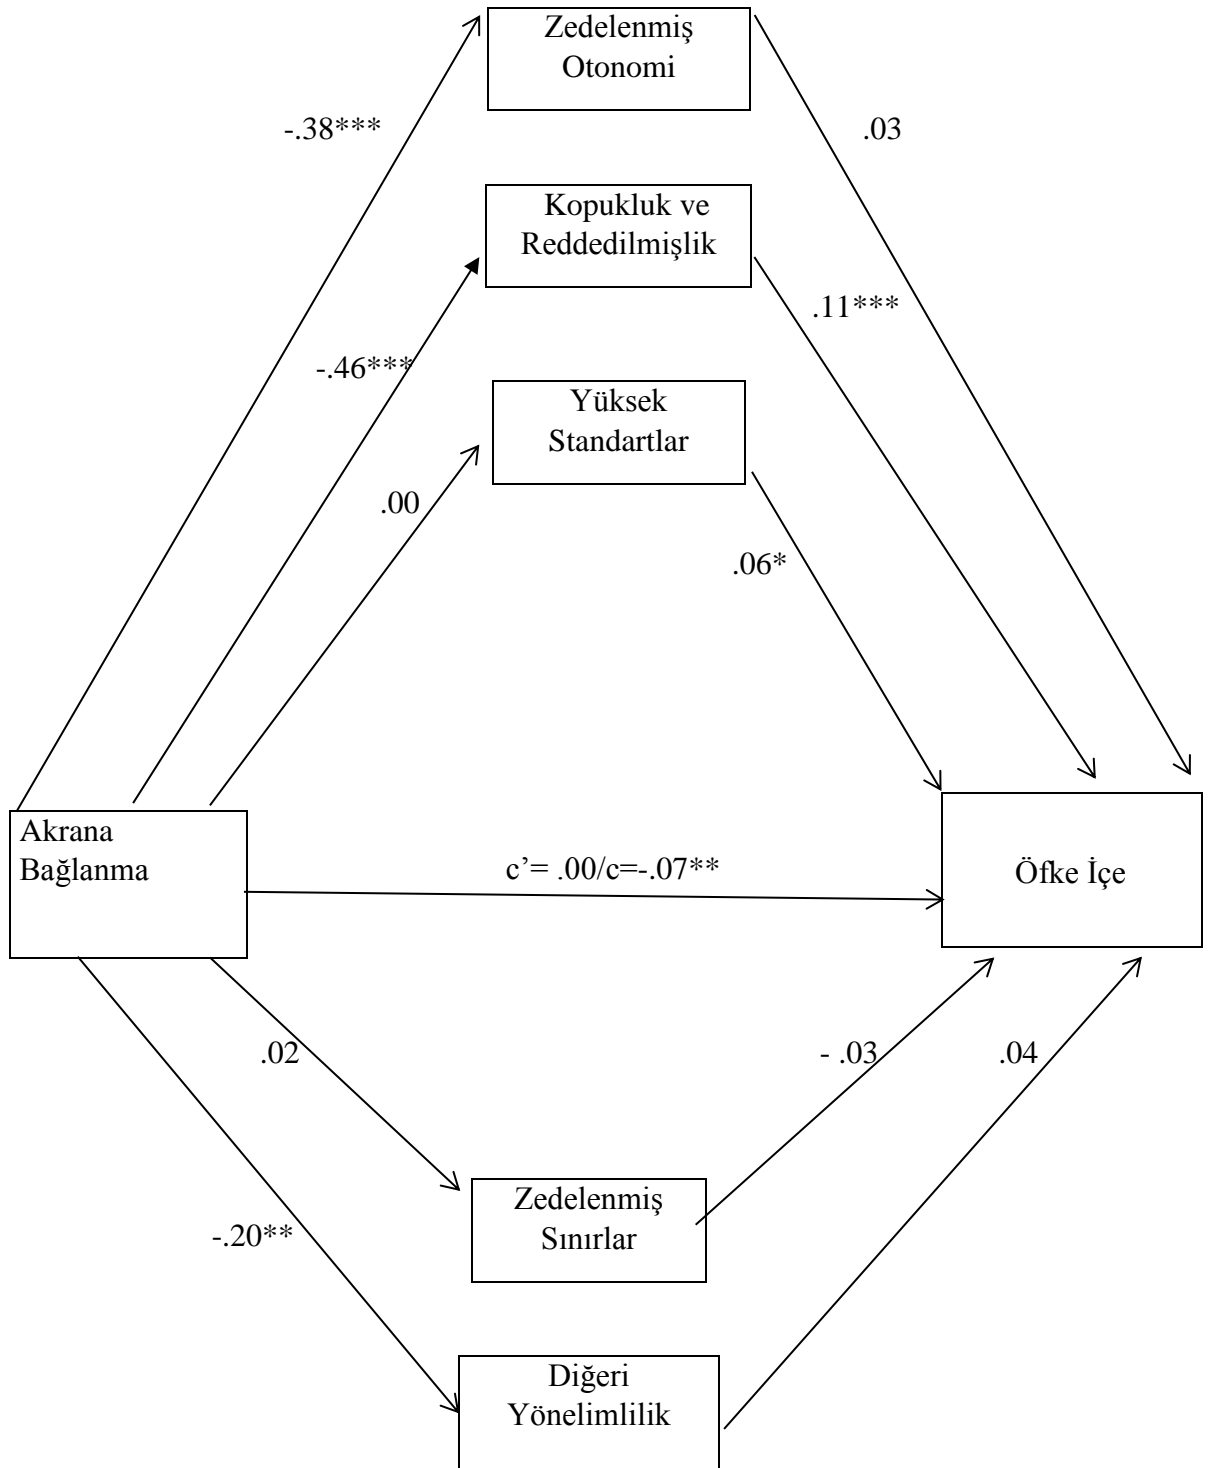 Zedelenmiş
Otonomi
-.38***
.03
Kopukluk ve
Reddedilmişlik
.11***
-.46***
Yüksek
Standartlar
.00
.06*
Akrana
Bağlanma
c’= .00/c=-.07**
Öfke İçe
.02
- .03
.04
Zedelenmiş
Sınırlar
-.20**
Diğeri
Yönelimlilik